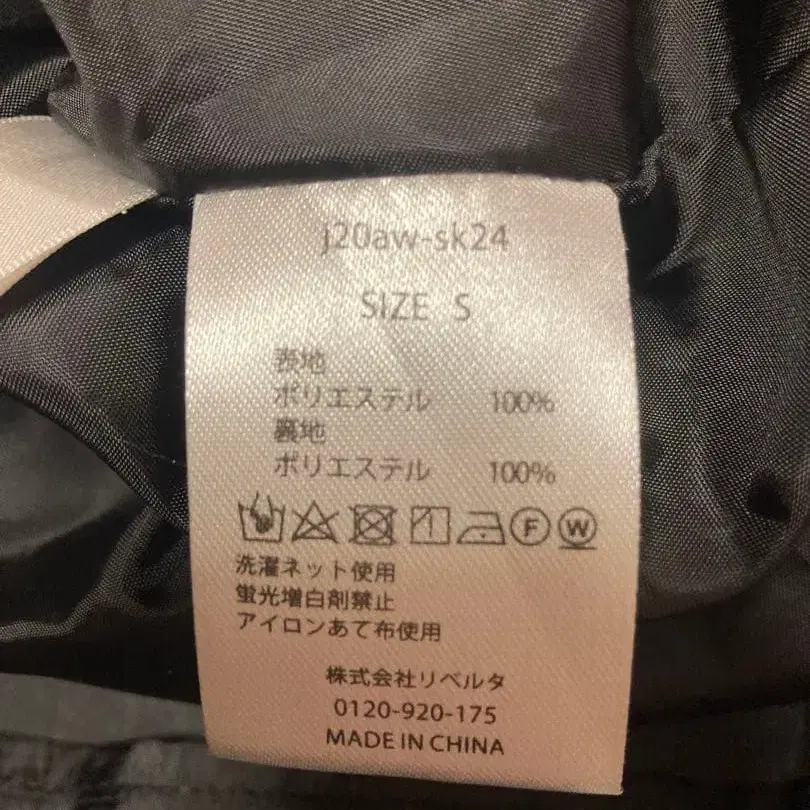 j20aw-sk24
SIZE S
表地
ポリエステル 100%
裏地
ポリエステル 100%
F W
洗濯ネット使用
蛍光増白剤禁止
アイロンあて布使用
株式会社リベルタ
0120-920-175
MADE IN CHINA